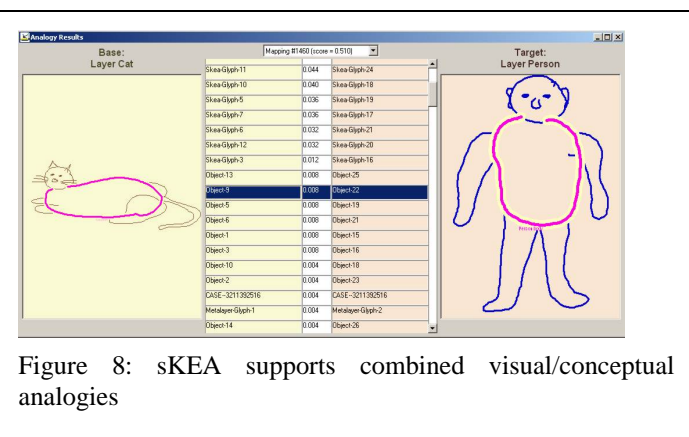 Analogy Results
Base:
Layer Cat
Mapping #1460 (score = 0.510)
Target:
Layer Person
Skea-Glyph-11 0.044 Skea-Glyph-24
Skea-Glyph-10 0.040 Skea-Glyph-18
Skea-Glyph-5 0.036 Skea-Glyph-19
Skea-Glyph-7 0.036 Skea-Glyph-17
Skea-Glyph-6 0.032 Skea-Glyph-21
Skea-Glyph-12 0.032 Skea-Glyph-20
Skea-Glyph-3 0.012 Skea-Glyph-16
Object-13 0.008 Object-25
Object-9 0.008 Object-22
Object-5 0.008 Object-19
Object-6 0.008 Object-21
Object-1 0.008 Object-15
Object-3 0.008 Object-16
Object-10 0.004 Object-18
Object-2 0.004 Object-23
CASE--3211392516 0.004 CASE--3211392516
Metalayer-Glyph-1 0.004 Metalayer-Glyph-2
Object-14 0.004 Object-26
Figure 8: sKEA supports combined visual/conceptual
analogies